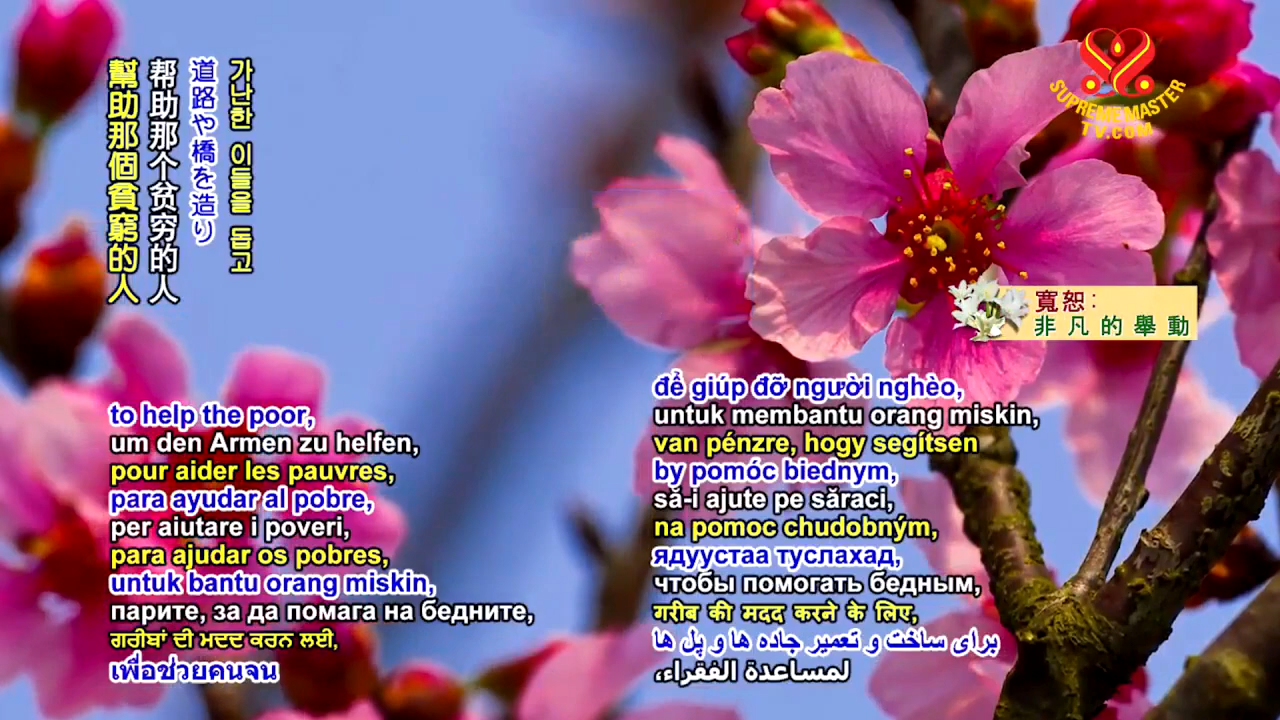 幫助那個貧窮的人
帮助那个贫穷的人
道路や橋を造り
가난한 이들을 돕고
SUPREME MASTER
TV.COM
寬恕：
非凡的舉動
to help the poor,
um den Armen zu helfen,
pour aider les pauvres,
para ayudar al pobre,
per aiutare i poveri,
para ajudar os pobres,
untuk bantu orang miskin,
парите, за да помага на бедните,
ਗਰੀਬਾਂ ਦੀ ਮਦਦ ਕਰਨ ਲਈ,
เพื่อช่วยคนจน
để giúp đỡ người nghèo,
untuk membantu orang miskin,
van pénzre, hogy segítsen
by pomóc biednym,
să-i ajute pe săraci,
na pomoc chudobným,
ядуустаа туслахад,
чтобы помогать бедным,
गरीब की मदद करने के लिए,
برای ساخت و تعمیر جاده ها و پل ها
لمساعدة الفقراء،